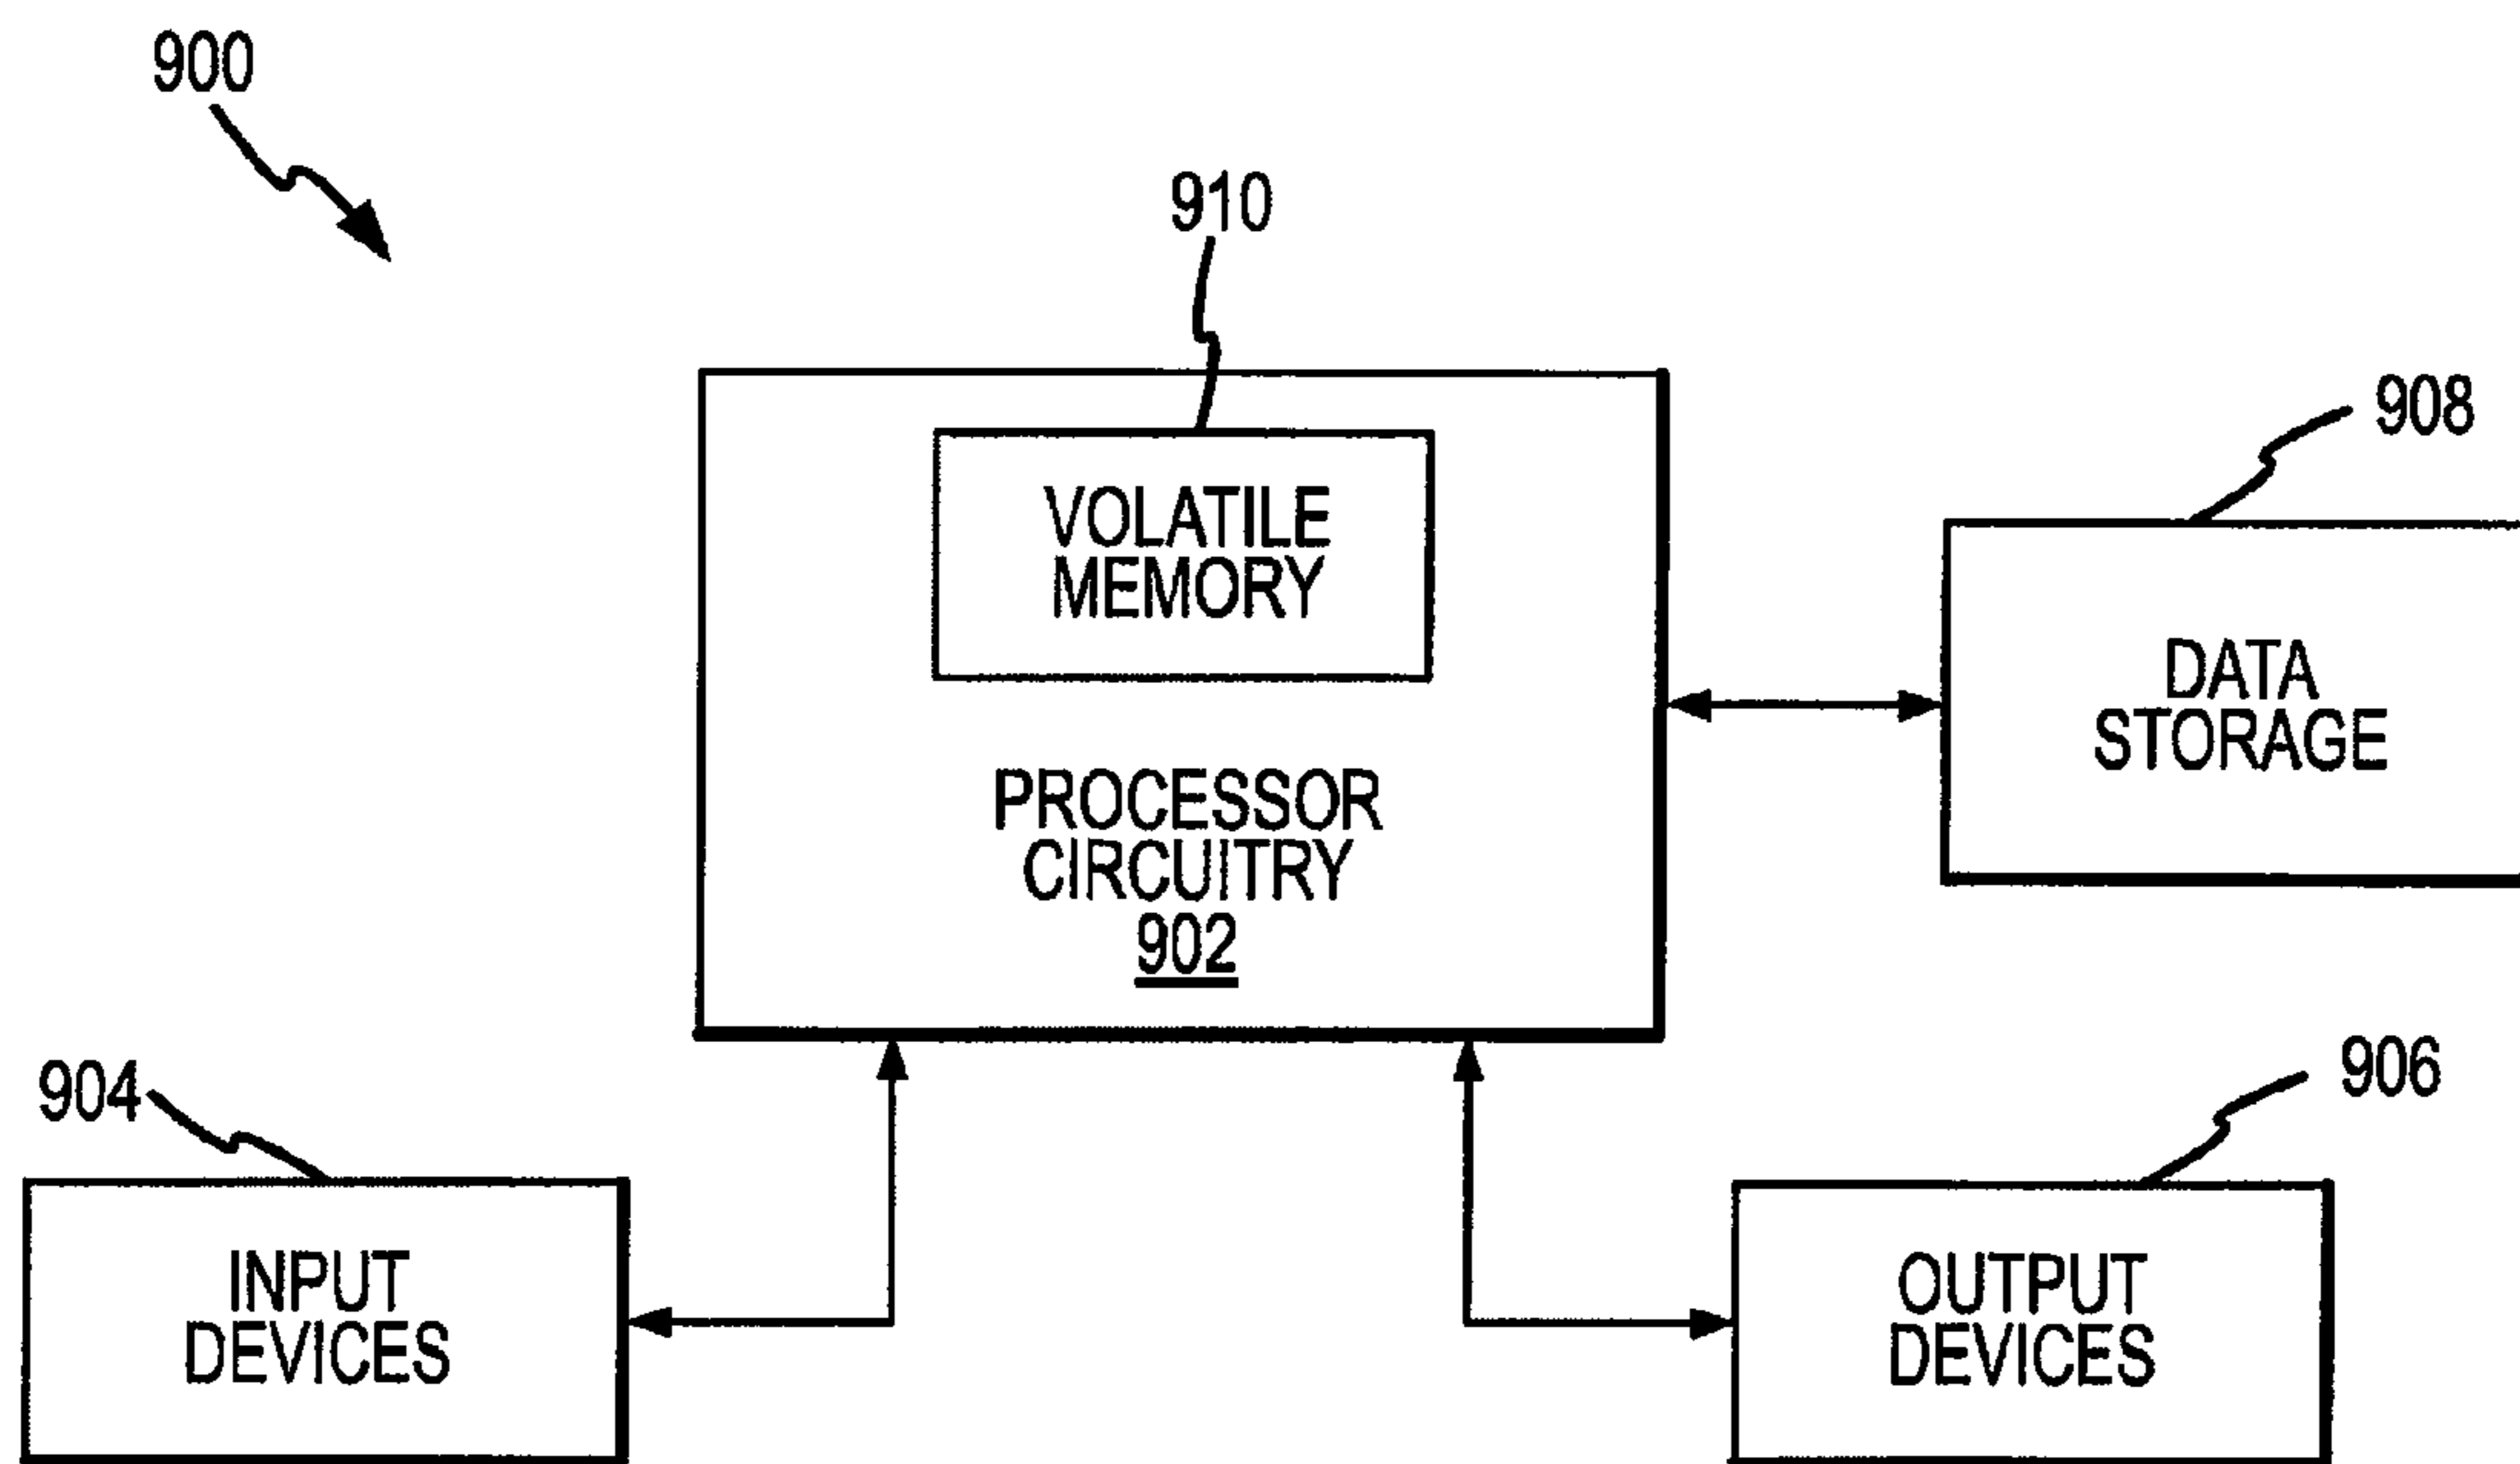 900
910
VOLATILE
MEMORY
908
DATA
STORAGE
PROCESSOR
CIRCUITRY
902
904
906
INPUT
DEVICES
OUTPUT
DEVICES